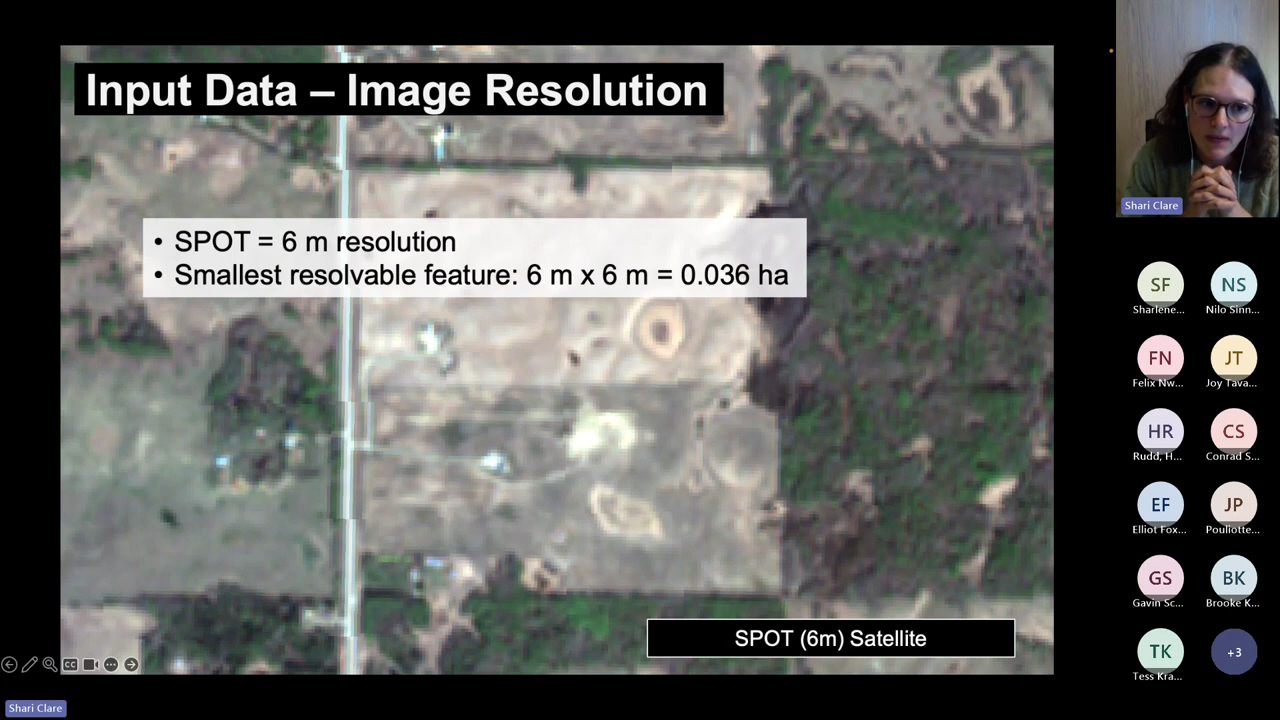 Input Data – Image Resolution
• SPOT = 6 m resolution
• Smallest resolvable feature: 6 m x 6 m = 0.036 ha
SPOT (6m) Satellite
Shari Clare
SF
NS
Sharlene...
Nilo Sinn...
FN
JT
Felix Nw...
Joy Tava...
HR
CS
Rudd, H...
Conrad S...
EF
JP
Elliot Fox...
Pouliotte...
GS
BK
Gavin Sc...
Brooke K...
TK
+3
Tess Kra...
CC
Shari Clare